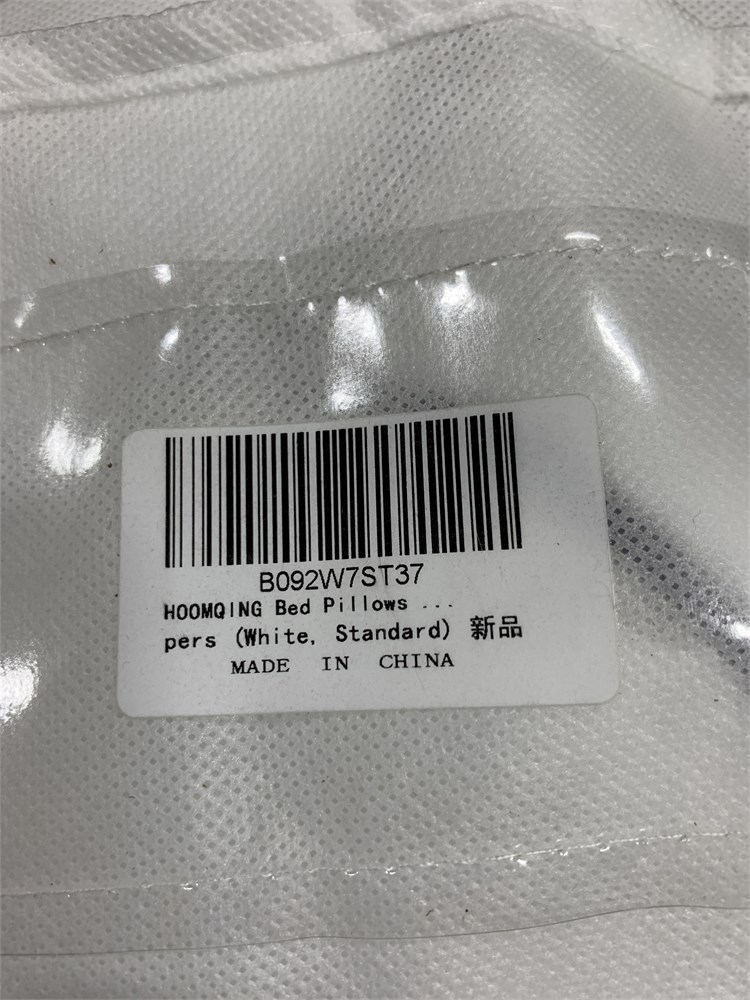 B092W7ST37
HOOMQING Bed Pillows ...
pers (White, Standard) 新品
MADE IN CHINA